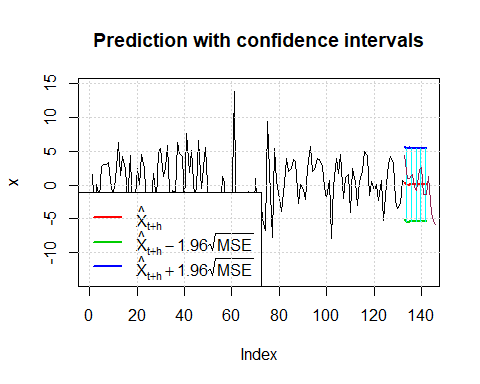 Prediction with confidence intervals
x
15
10
5
0
-5
-10
X̂ₜ₊ₕ
X̂ₜ₊ₕ − 1.96√MSE
X̂ₜ₊ₕ + 1.96√MSE
0 20 40 60 80 100 120 140
Index